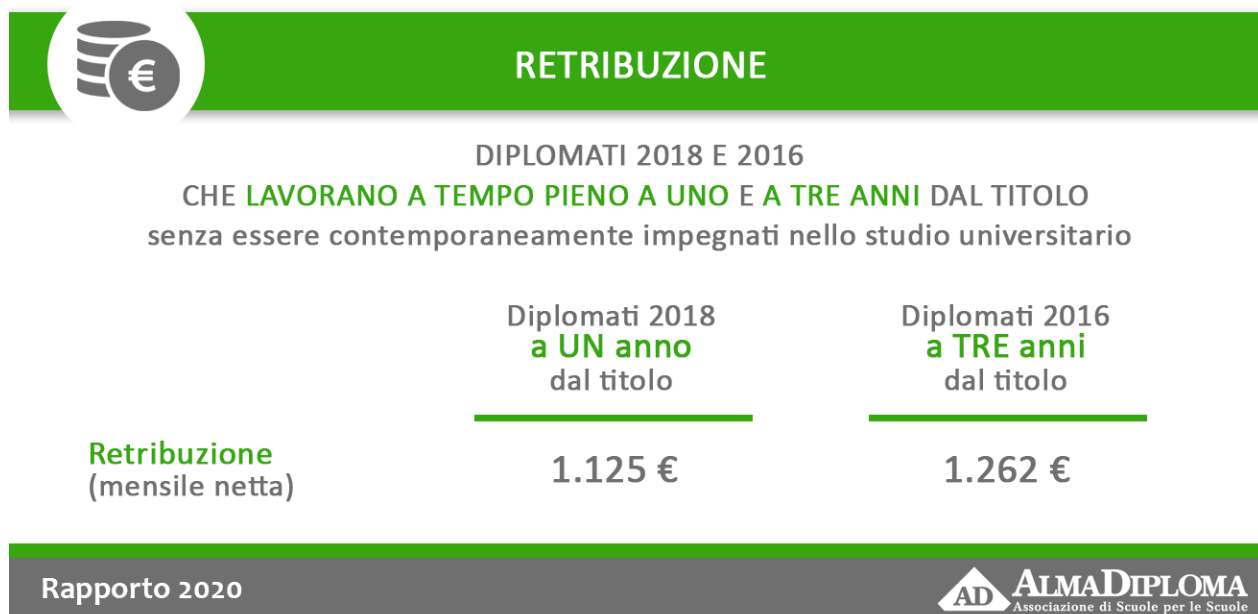 €
RETRIBUZIONE
DIPLOMATI 2018 E 2016
CHE LAVORANO A TEMPO PIENO A UNO E A TRE ANNI DAL TITOLO
senza essere contemporaneamente impegnati nello studio universitario
Diplomati 2018
a UN anno
dal titolo
Diplomati 2016
a TRE anni
dal titolo
Retribuzione
(mensile netta)
1.125 €
1.262 €
Rapporto 2020
AD
ALMADIPLOMA
Associazione di Scuole per le Scuole